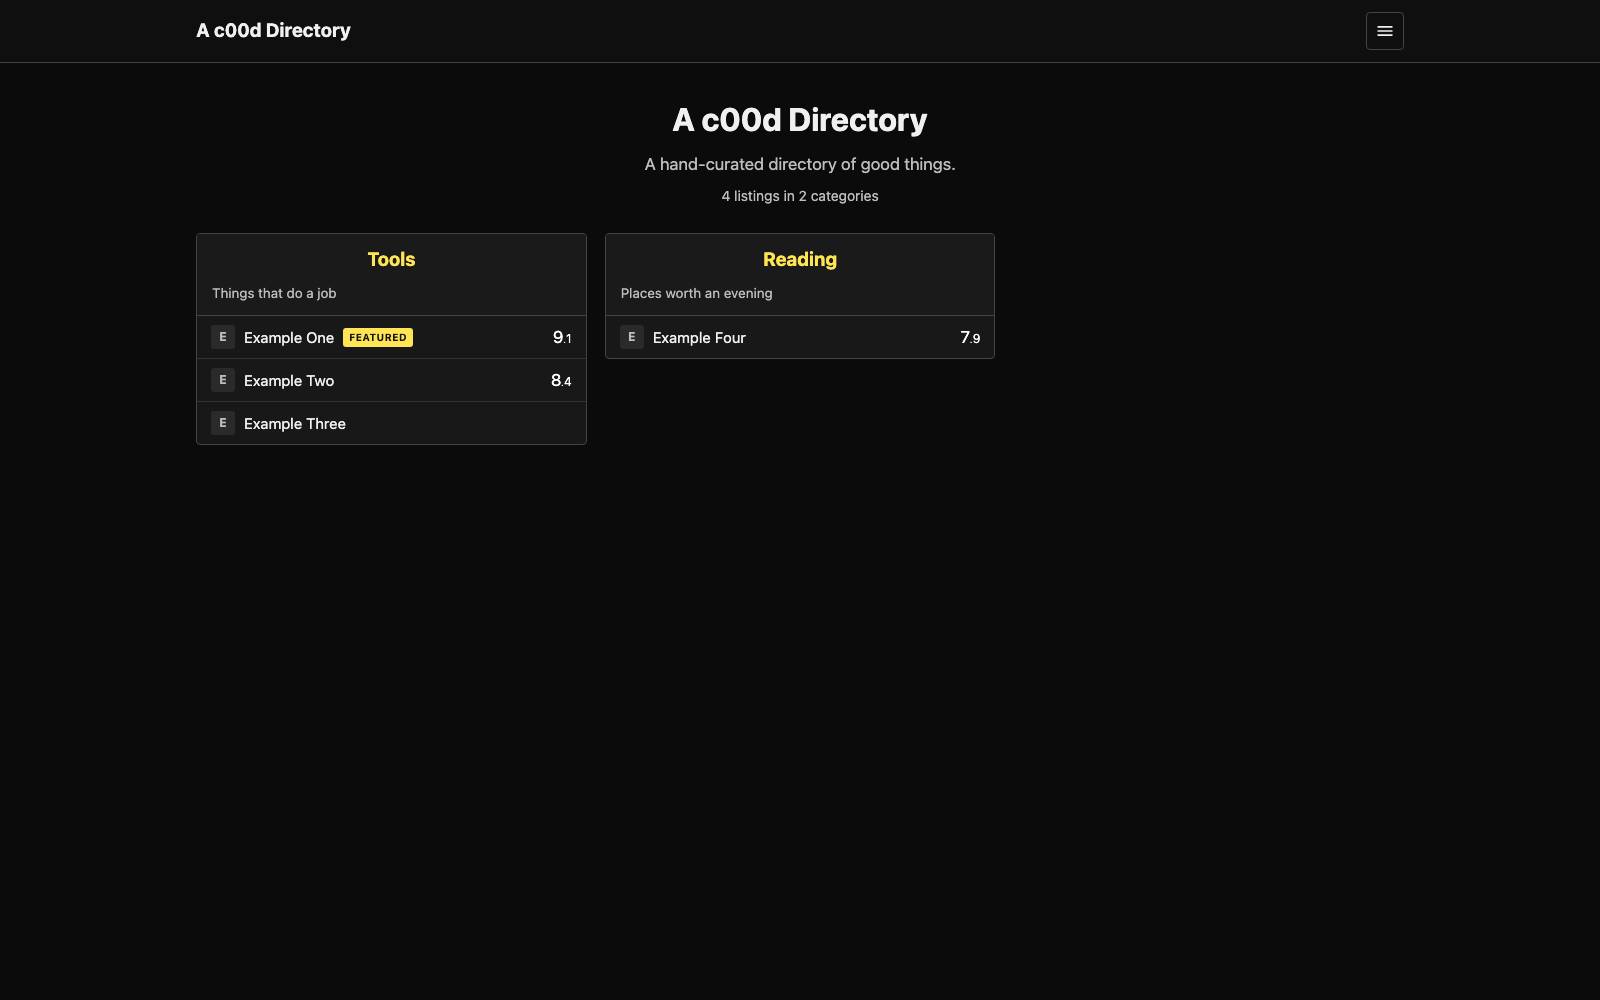 A c00d Directory
A c00d Directory
A hand-curated directory of good things.
4 listings in 2 categories
Tools
Things that do a job
E Example One FEATURED 9.1
E Example Two 8.4
E Example Three
Reading
Places worth an evening
E Example Four 7.9